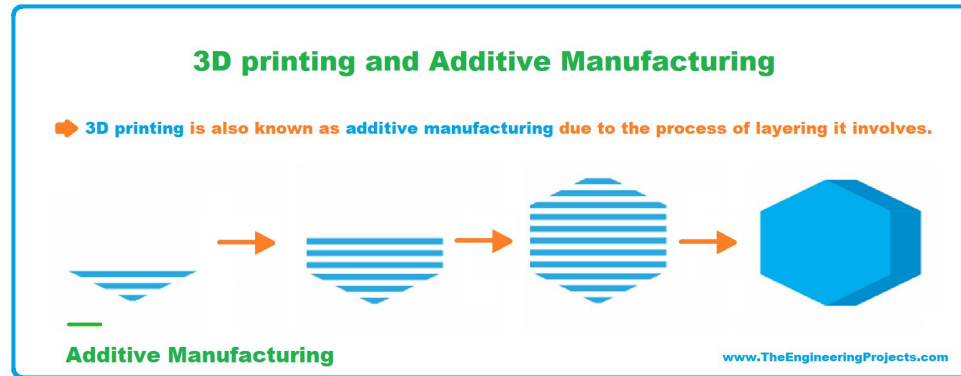 3D printing and Additive Manufacturing
3D printing is also known as additive manufacturing due to the process of layering it involves.
Additive Manufacturing
www.TheEngineeringProjects.com